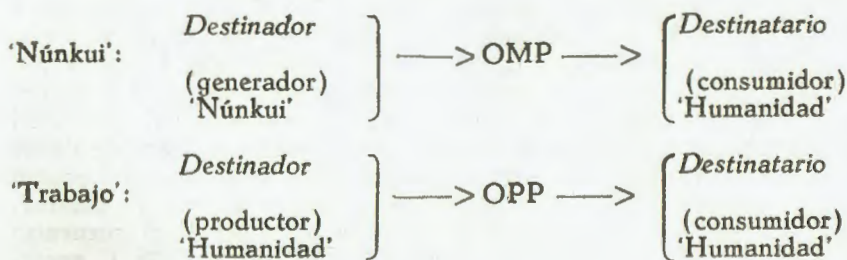 Destinador Destinatario
'Núnkui': ⟶ OMP ⟶
(generador) (consumidor)
'Núnkui' 'Humanidad'
Destinador Destinatario
'Trabajo': ⟶ OPP ⟶
(productor) (consumidor)
'Humanidad' 'Humanidad'